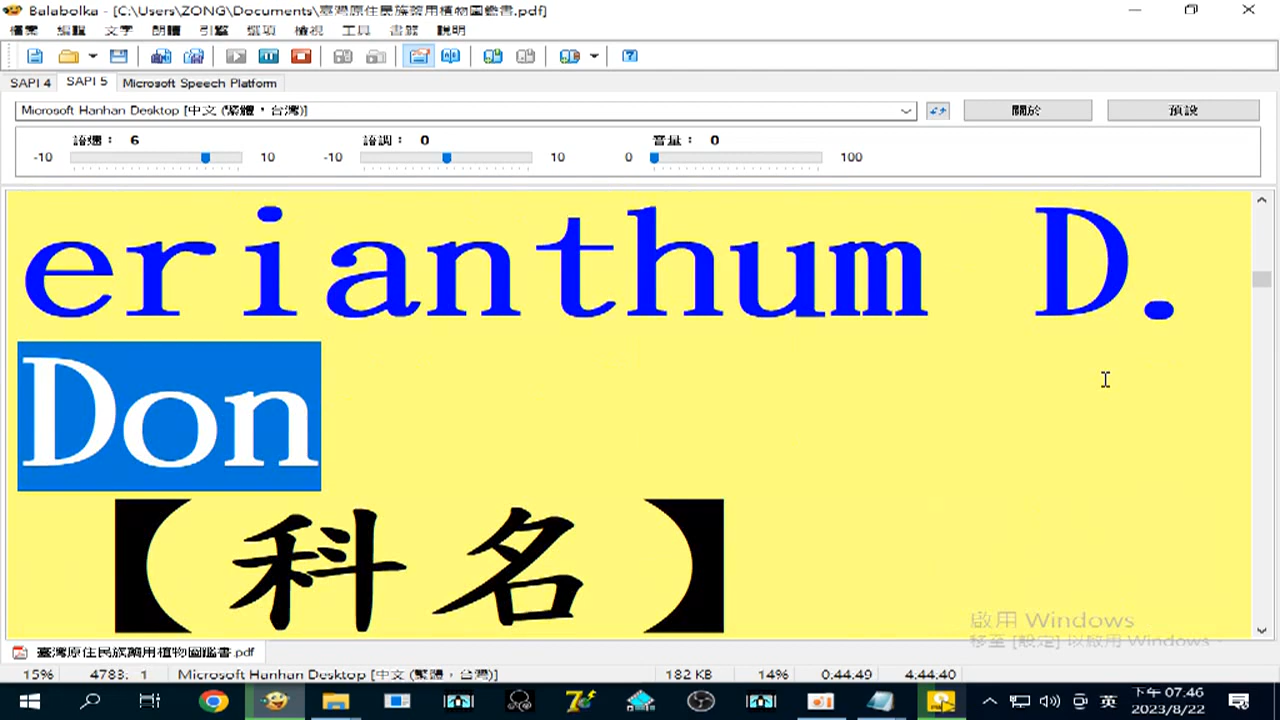 Balabolka - [C:\Users\ZONG\Documents\臺灣原住民族藥用植物圖鑑書.pdf]
檔案 編輯 文字 朗讀 引擎 選項 檢視 工具 書籤 說明
SAPI 4 SAPI 5 Microsoft Speech Platform
Microsoft Hanhan Desktop [中文 (繁體，台灣)] 關於 預設
語速： 6 語調： 0 音量： 0
-10 10 -10 10 0 100
erianthum D.
Don
【科名】
啟用 Windows
移至 [設定] 以啟用 Windows。
臺灣原住民族藥用植物圖鑑書.pdf
15% 4783: 1 Microsoft Hanhan Desktop [中文 (繁體，台灣)] 182 KB 14% 0:44:49 4:44:40
英 下午 07:46
2023/8/22